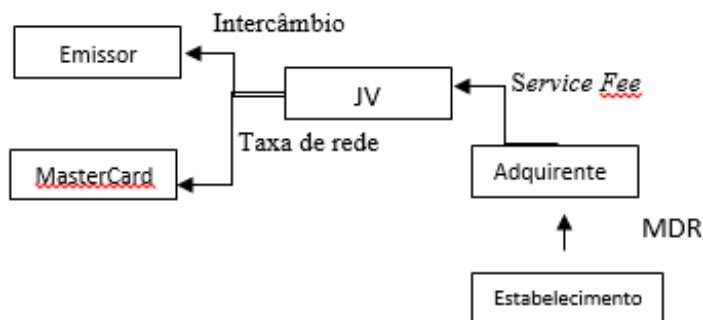 Intercâmbio
Emissor
JV
Service Fee
Taxa de rede
MasterCard
Adquirente
MDR
Estabelecimento